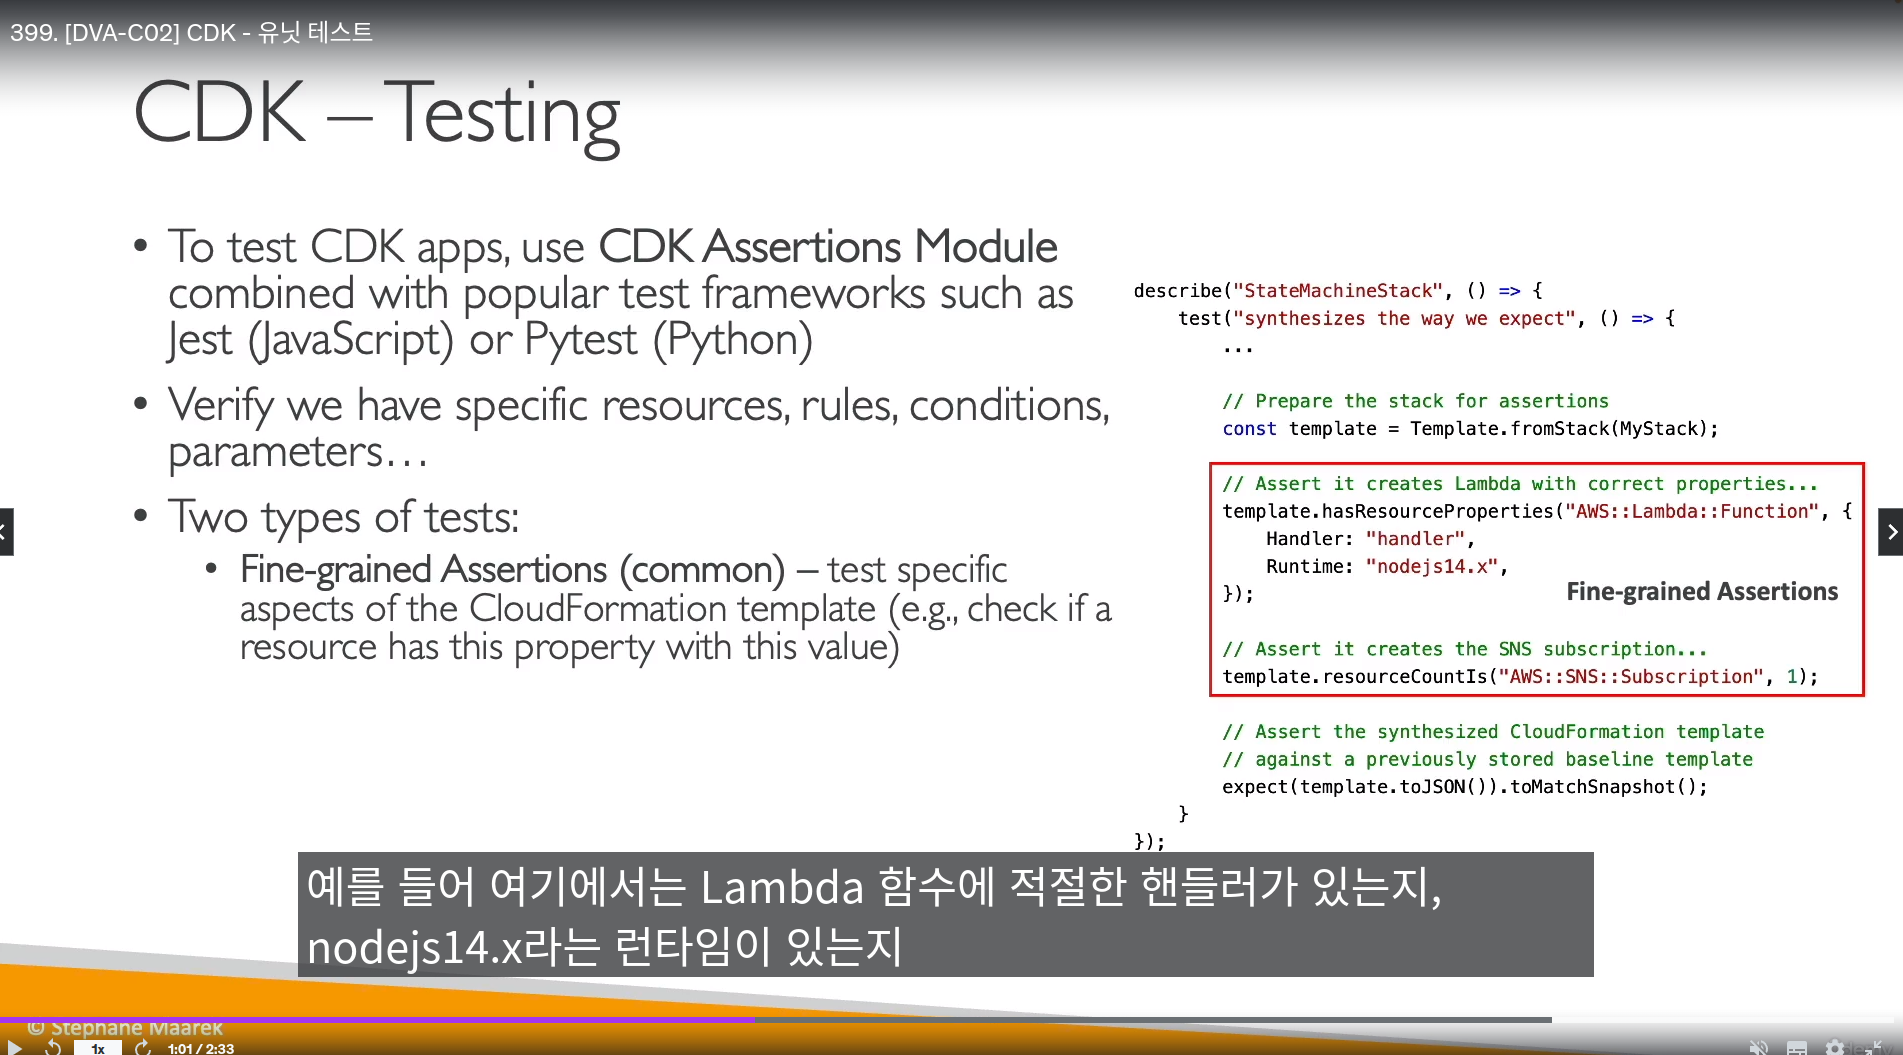 399. [DVA-C02] CDK - 유닛 테스트
CDK – Testing
• To test CDK apps, use CDK Assertions Module
combined with popular test frameworks such as
Jest (JavaScript) or Pytest (Python)
• Verify we have specific resources, rules, conditions,
parameters…
• Two types of tests:
• Fine-grained Assertions (common) – test specific
aspects of the CloudFormation template (e.g., check if a
resource has this property with this value)
describe("StateMachineStack", () => {
test("synthesizes the way we expect", () => {
...
// Prepare the stack for assertions
const template = Template.fromStack(MyStack);
// Assert it creates Lambda with correct properties...
template.hasResourceProperties("AWS::Lambda::Function", {
Handler: "handler",
Runtime: "nodejs14.x",
});
Fine-grained Assertions
// Assert it creates the SNS subscription...
template.resourceCountIs("AWS::SNS::Subscription", 1);
// Assert the synthesized CloudFormation template
// against a previously stored baseline template
expect(template.toJSON()).toMatchSnapshot();
}
});
예를 들어 여기에서는 Lambda 함수에 적절한 핸들러가 있는지,
nodejs14.x라는 런타임이 있는지
© Stephane Maarek
1x
1:01 / 2:33